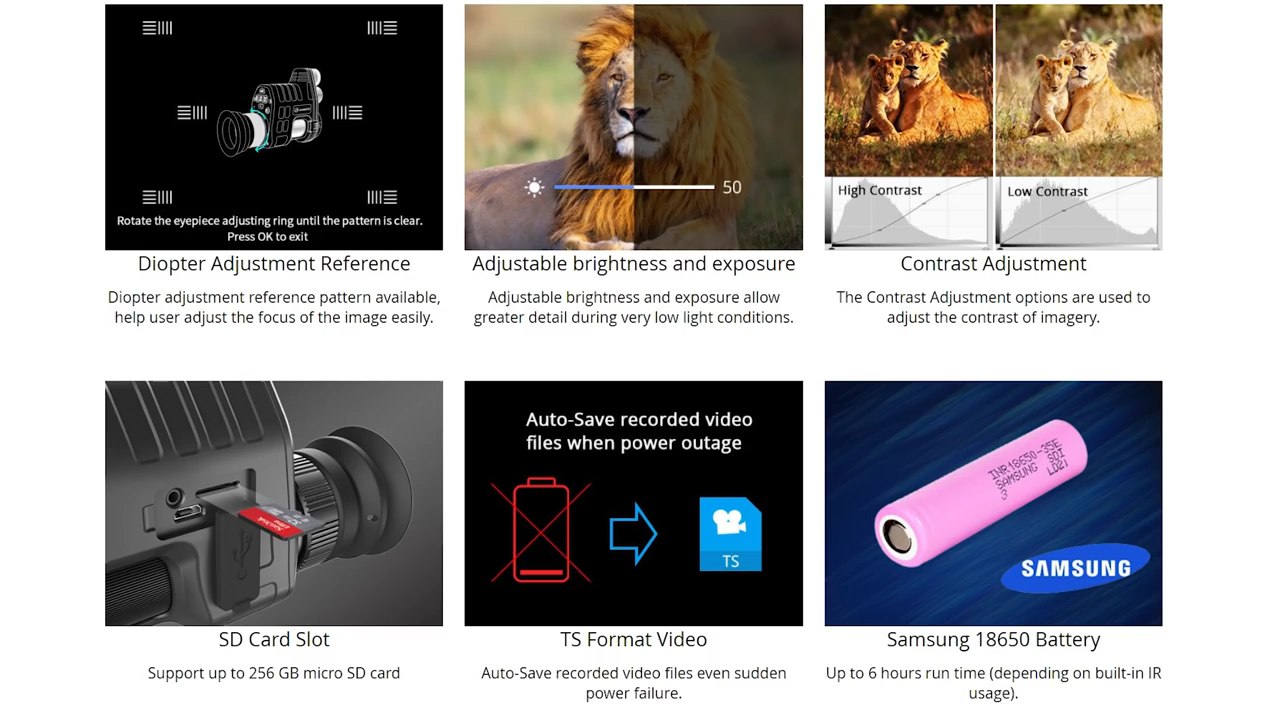 Rotate the eyepiece adjusting ring until the pattern is clear.
Press OK to exit
Diopter Adjustment Reference
Diopter adjustment reference pattern available,
help user adjust the focus of the image easily.
50
Adjustable brightness and exposure
Adjustable brightness and exposure allow
greater detail during very low light conditions.
High Contrast
Low Contrast
Contrast Adjustment
The Contrast Adjustment options are used to
adjust the contrast of imagery.
SanDisk
Ultra
SD Card Slot
Support up to 256 GB micro SD card
Auto-Save recorded video
files when power outage
TS
TS Format Video
Auto-Save recorded video files even sudden
power failure.
INR18650-35E
SAMSUNG SDI
3 LD21
SAMSUNG
Samsung 18650 Battery
Up to 6 hours run time (depending on built-in IR
usage).